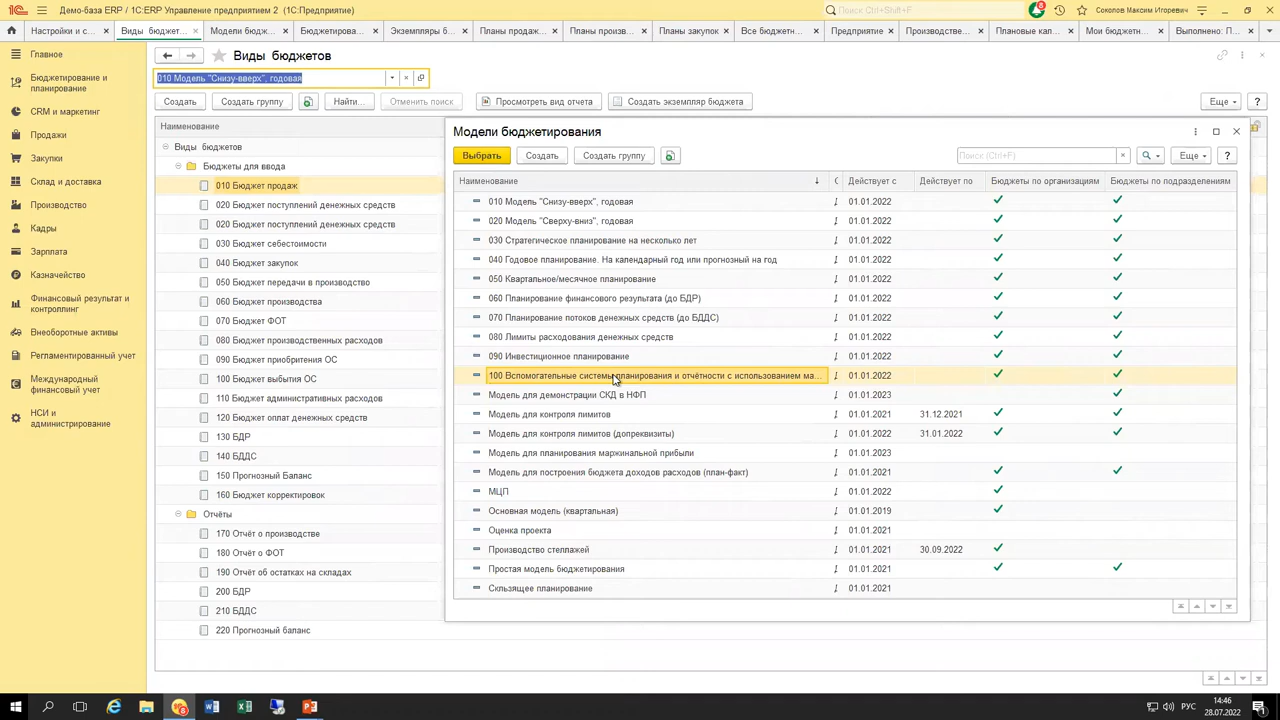 Демо-база ERP / 1С:ERP Управление предприятием 2 (1С:Предприятие)
Поиск Ctrl+Shift+F
8
Соколов Максим Игоревич
Настройки и с...
Виды бюджет...
Модели бюдж...
Бюджетирова...
Экземпляры б...
Планы продаж...
Планы произв...
Планы закупок
Все бюджетн...
Предприятие
Производстве...
Плановые кал...
Мои бюджетн...
Выполнено: П...
Главное
Бюджетирование и
планирование
CRM и маркетинг
Продажи
Закупки
Склад и доставка
Производство
Кадры
Зарплата
Казначейство
Финансовый результат и
контроллинг
Внеоборотные активы
Регламентированный учет
Международный
финансовый учет
НСИ и
администрирование
Виды бюджетов
010 Модель "Снизу-вверх", годовая
Создать
Создать группу
Найти...
Отменить поиск
Просмотреть вид отчета
Создать экземпляр бюджета
Еще
?
Наименование
Виды бюджетов
Бюджеты для ввода
010 Бюджет продаж
020 Бюджет поступлений денежных средств
020 Бюджет поступлений денежных средств
030 Бюджет себестоимости
040 Бюджет закупок
050 Бюджет передачи в производство
060 Бюджет производства
070 Бюджет ФОТ
080 Бюджет производственных расходов
090 Бюджет приобрития ОС
100 Бюджет выбытия ОС
110 Бюджет административных расходов
120 Бюджет оплат денежных средств
130 БДР
140 БДДС
150 Прогнозный Баланс
160 Бюджет корректировок
Отчёты
170 Отчёт о производстве
180 Отчёт о ФОТ
190 Отчёт об остатках на складах
200 БДР
210 БДДС
220 Прогнозный баланс
Модели бюджетирования
Выбрать
Создать
Создать группу
Поиск (Ctrl+F)
Еще
?
Наименование Действует с Действует по Бюджеты по организациям Бюджеты по подразделениям
010 Модель "Снизу-вверх", годовая 01.01.2022
020 Модель "Сверху-вниз", годовая 01.01.2022
030 Стратегическое планирование на несколько лет 01.01.2022
040 Годовое планирование. На календарный год или прогнозный на год 01.01.2022
050 Квартальное/месячное планирование 01.01.2022
060 Планирование финансового результата (до БДР) 01.01.2022
070 Планирование потоков денежных средств (до БДДС) 01.01.2022
080 Лимиты расходования денежных средств 01.01.2022
090 Инвестиционное планирование 01.01.2022
100 Вспомогательные системы планирования и отчётности с использованием ма... 01.01.2022
Модель для демонстрации СКД в НФП 01.01.2023
Модель для контроля лимитов 01.01.2021 31.12.2021
Модель для контроля лимитов (допреквизиты) 01.01.2022 31.01.2022
Модель для планирования маржинальной прибыли 01.01.2023
Модель для построения бюджета доходов расходов (план-факт) 01.01.2021
МЦП 01.01.2022
Основная модель (квартальная) 01.01.2019
Оценка проекта 01.01.2021
Производство стеллажей 01.01.2021 30.09.2022
Простая модель бюджетирования 01.01.2021
Скользящее планирование 01.01.2021
РУС
14:46
28.07.2022
1